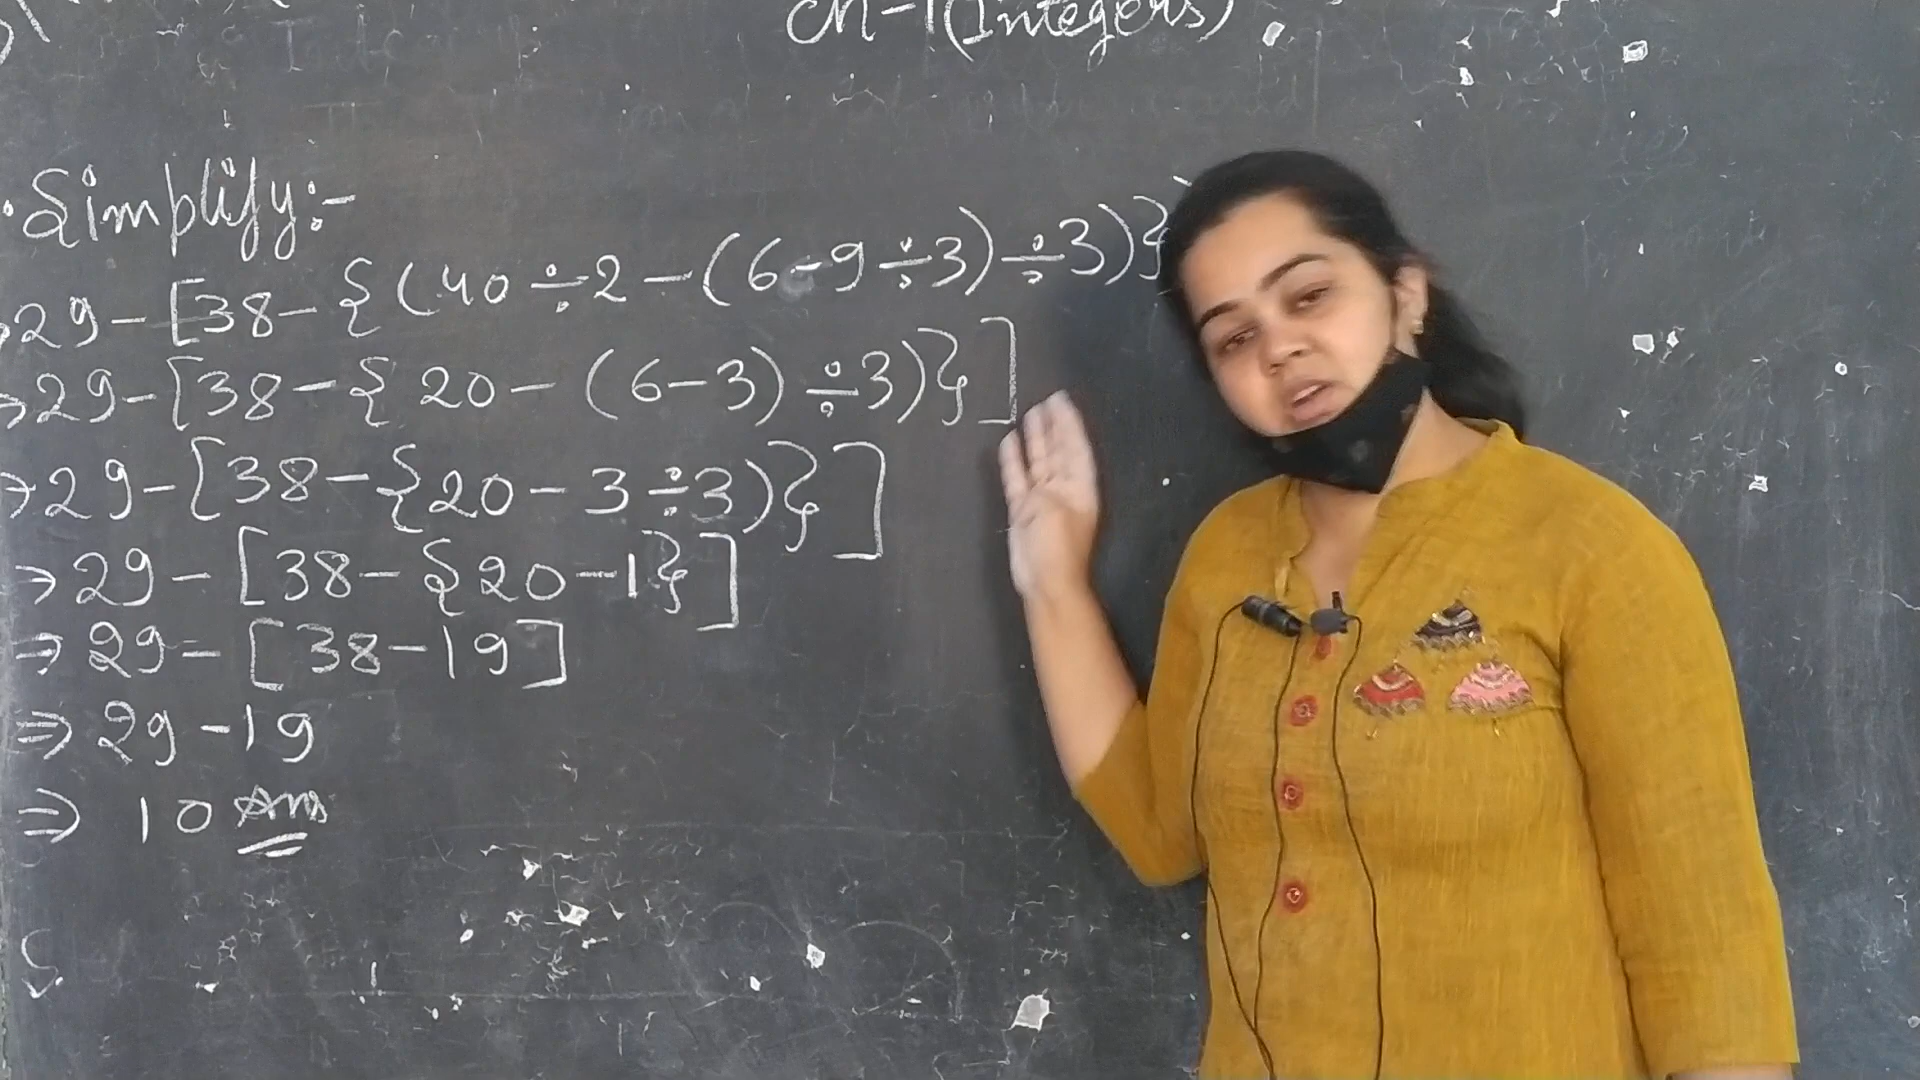 Ch-1 (Integers)
Simplify:-
29-[38-{(40÷2-(6-9÷3)÷3)}
⇒29-[38-{20-(6-3)÷3)}]
⇒29-[38-{20-3÷3)}]
⇒29-[38-{20-1}]
⇒29-[38-19]
⇒29-19
⇒10 Ans